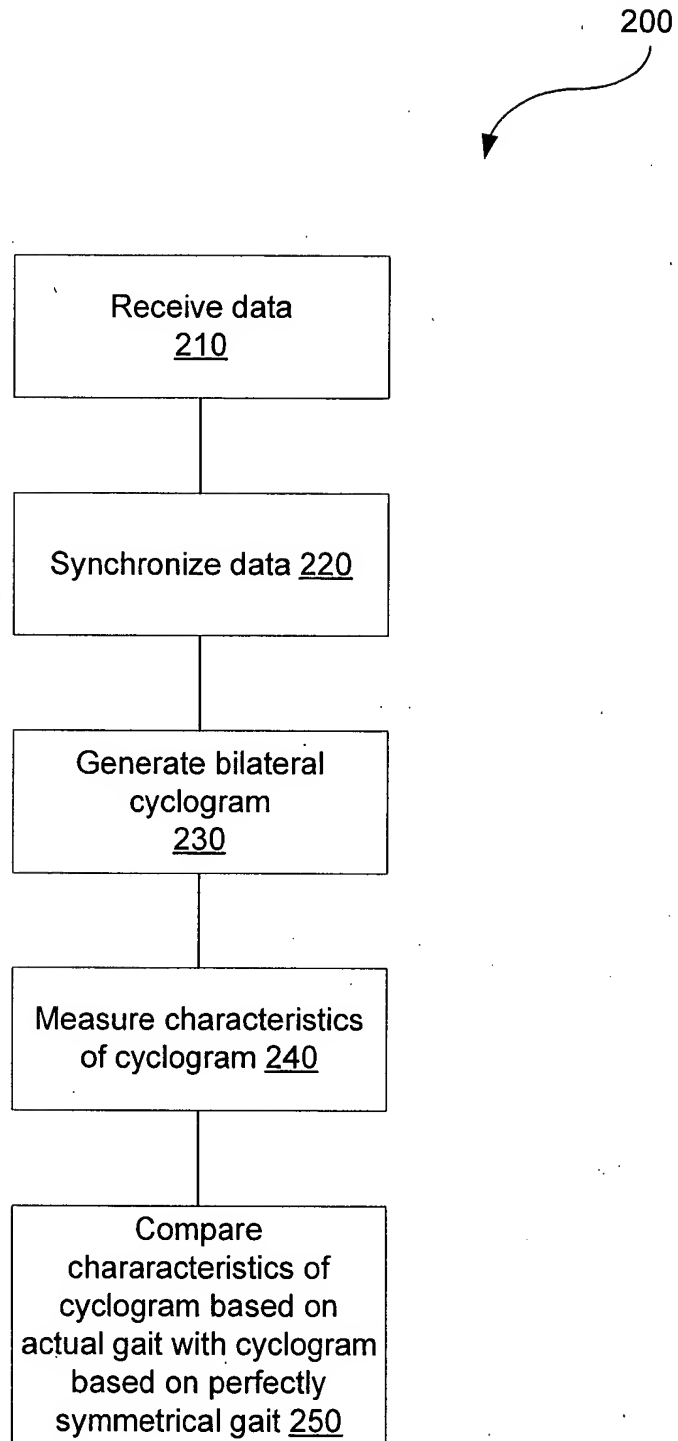 200
Receive data
210
Synchronize data 220
Generate bilateral
cyclogram
230
Measure characteristics
of cyclogram 240
Compare
chararacteristics of
cyclogram based on
actual gait with cyclogram
based on perfectly
symmetrical gait 250